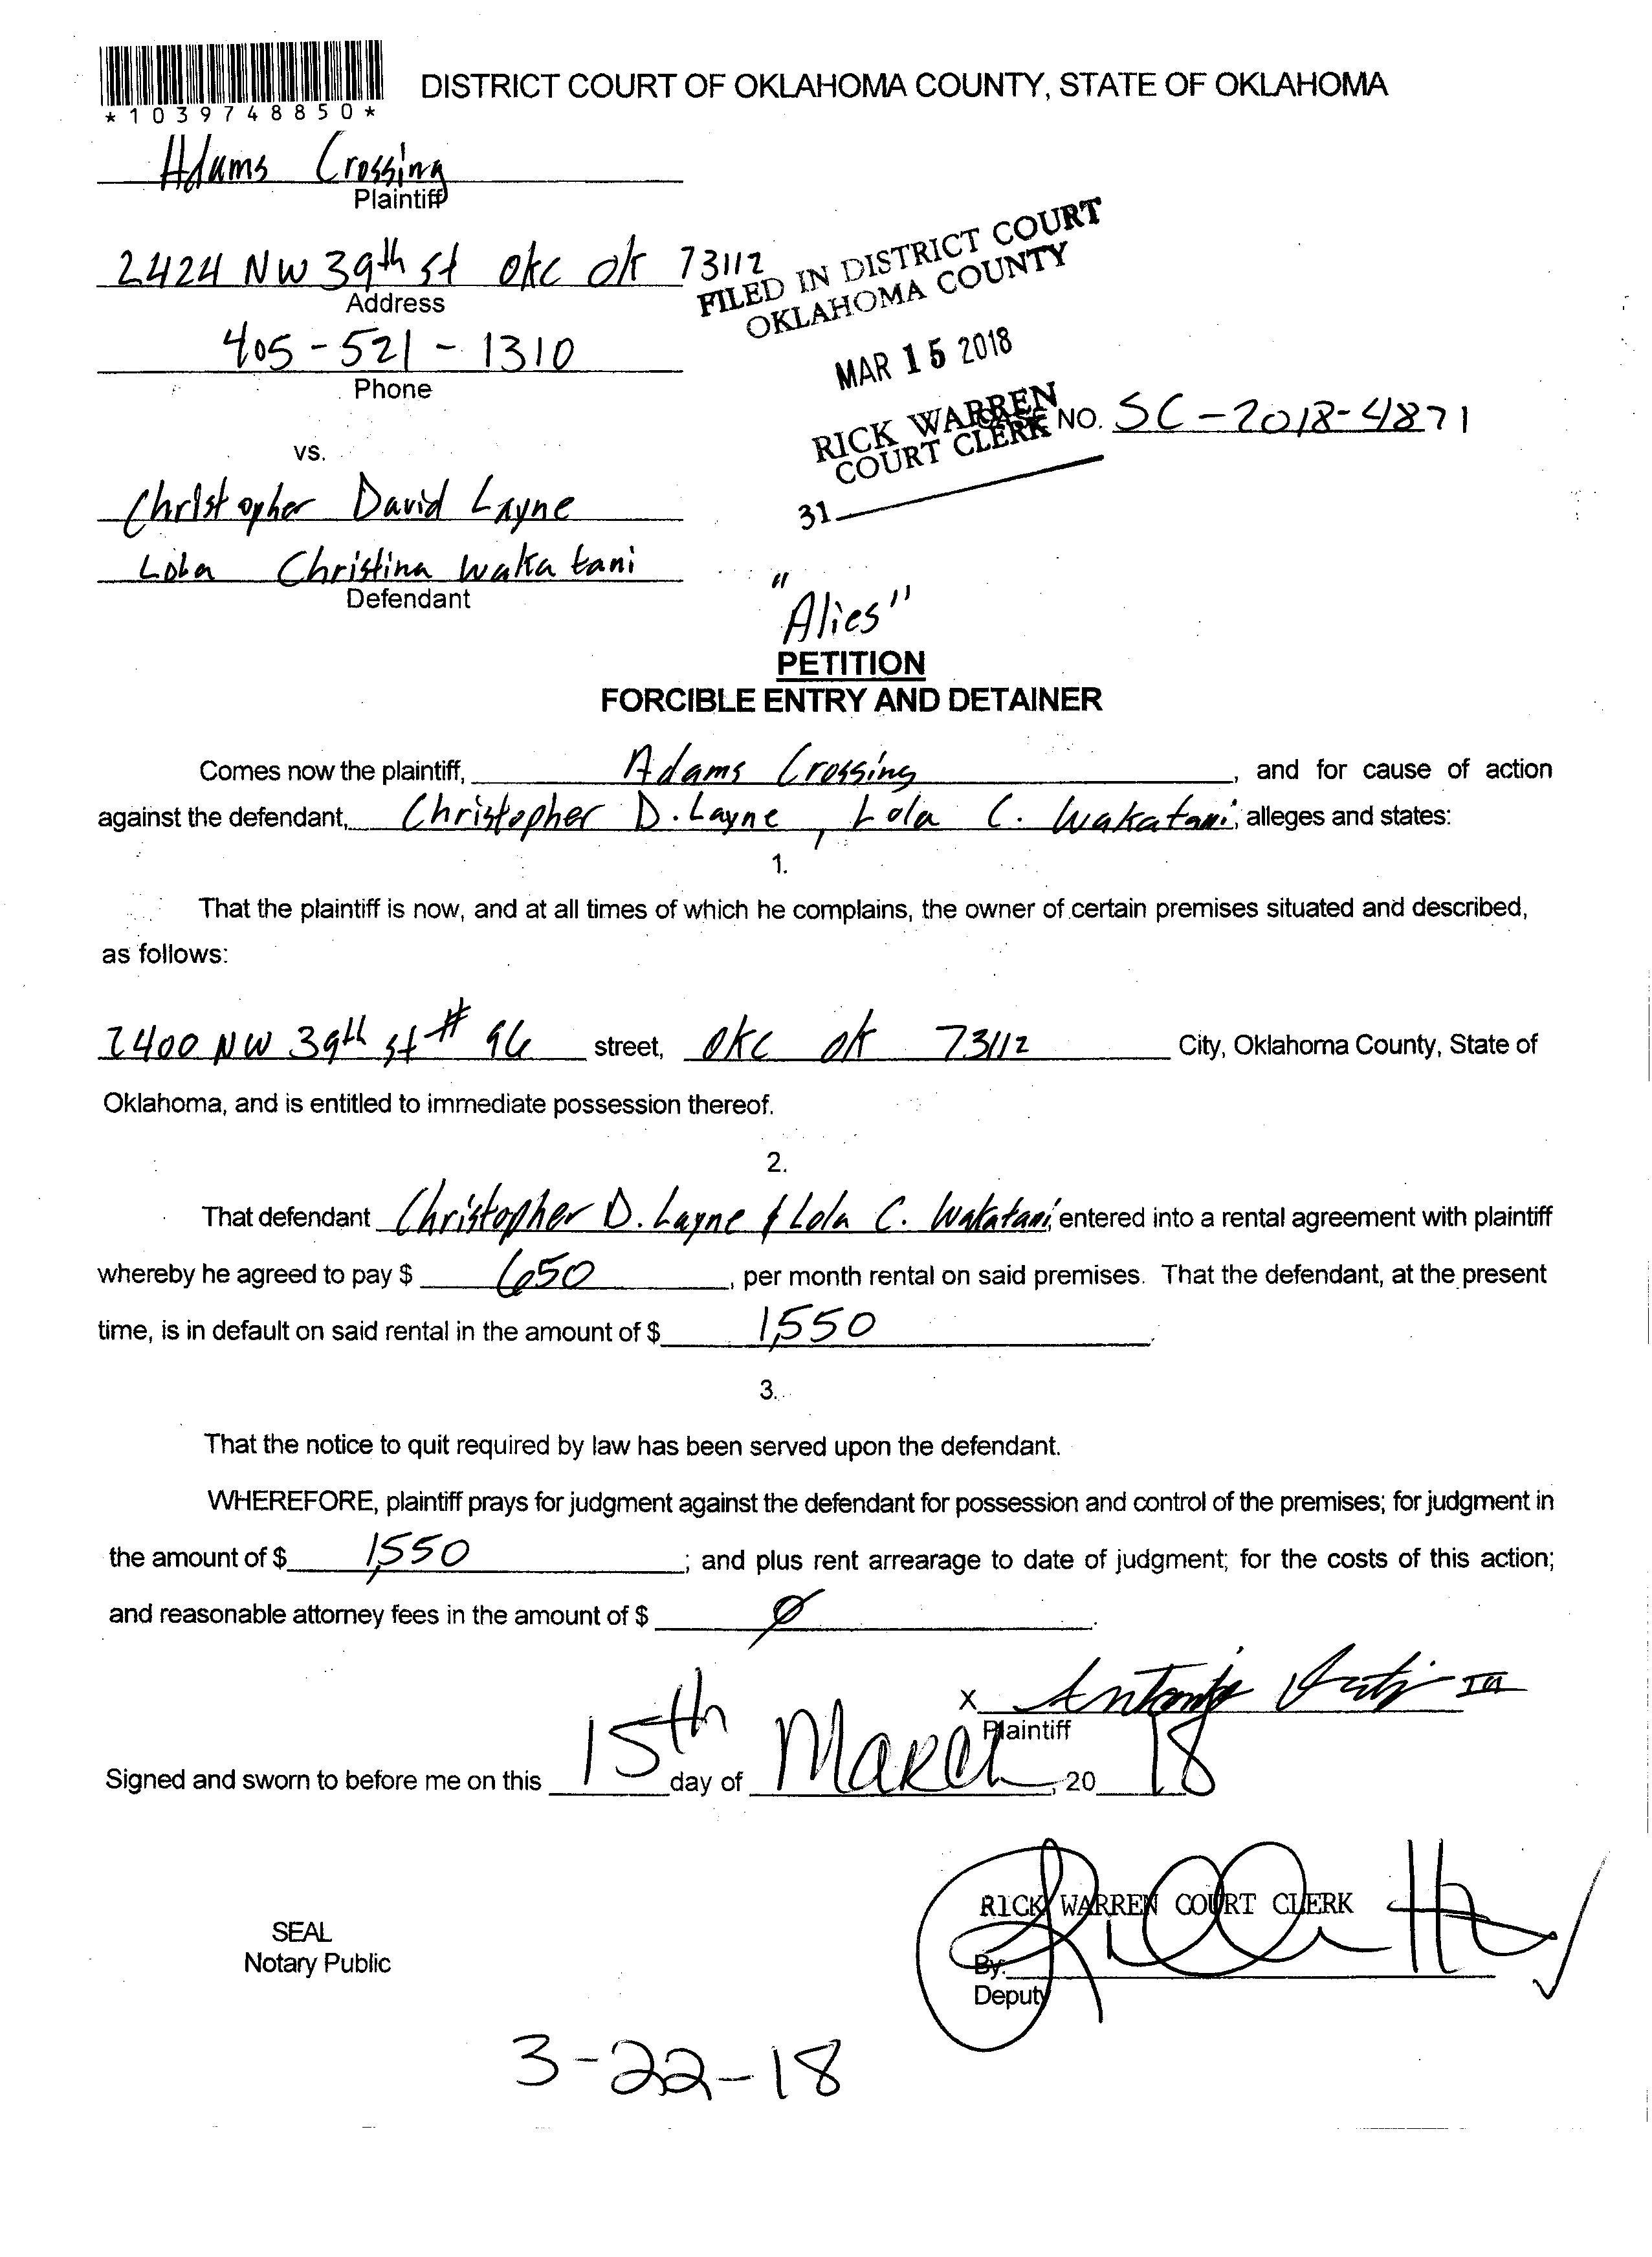 *1039748850*
DISTRICT COURT OF OKLAHOMA COUNTY, STATE OF OKLAHOMA
Adams Crossing
Plaintiff
2424 NW 39th st okc ok 73112
Address
405-521-1310
Phone
FILED IN DISTRICT COURT
OKLAHOMA COUNTY
MAR 15 2018
RICK WARREN
COURT CLERK
31
CASE NO. SC-2018-4871
vs.
Christopher David Layne
Lola Christina Wakatani
Defendant
"Alies"
PETITION
FORCIBLE ENTRY AND DETAINER
Comes now the plaintiff, Adams Crossing, and for cause of action
against the defendant, Christopher D. Layne, Lola C. Wakatani, alleges and states:
1.
That the plaintiff is now, and at all times of which he complains, the owner of certain premises situated and described,
as follows:
2400 NW 39th st # 96 street, okc ok 73112 City, Oklahoma County, State of
Oklahoma, and is entitled to immediate possession thereof.
2.
That defendant Christopher D. Layne & Lola C. Wakatani entered into a rental agreement with plaintiff
whereby he agreed to pay $ 650, per month rental on said premises. That the defendant, at the present
time, is in default on said rental in the amount of $ 1,550.
3.
That the notice to quit required by law has been served upon the defendant.
WHEREFORE, plaintiff prays for judgment against the defendant for possession and control of the premises; for judgment in
the amount of $ 1,550; and plus rent arrearage to date of judgment; for the costs of this action;
and reasonable attorney fees in the amount of $ 0.
X
Plaintiff
Signed and sworn to before me on this 15th day of March, 20 18
RICK WARREN COURT CLERK
SEAL
Notary Public
By:
Deputy
3-22-18